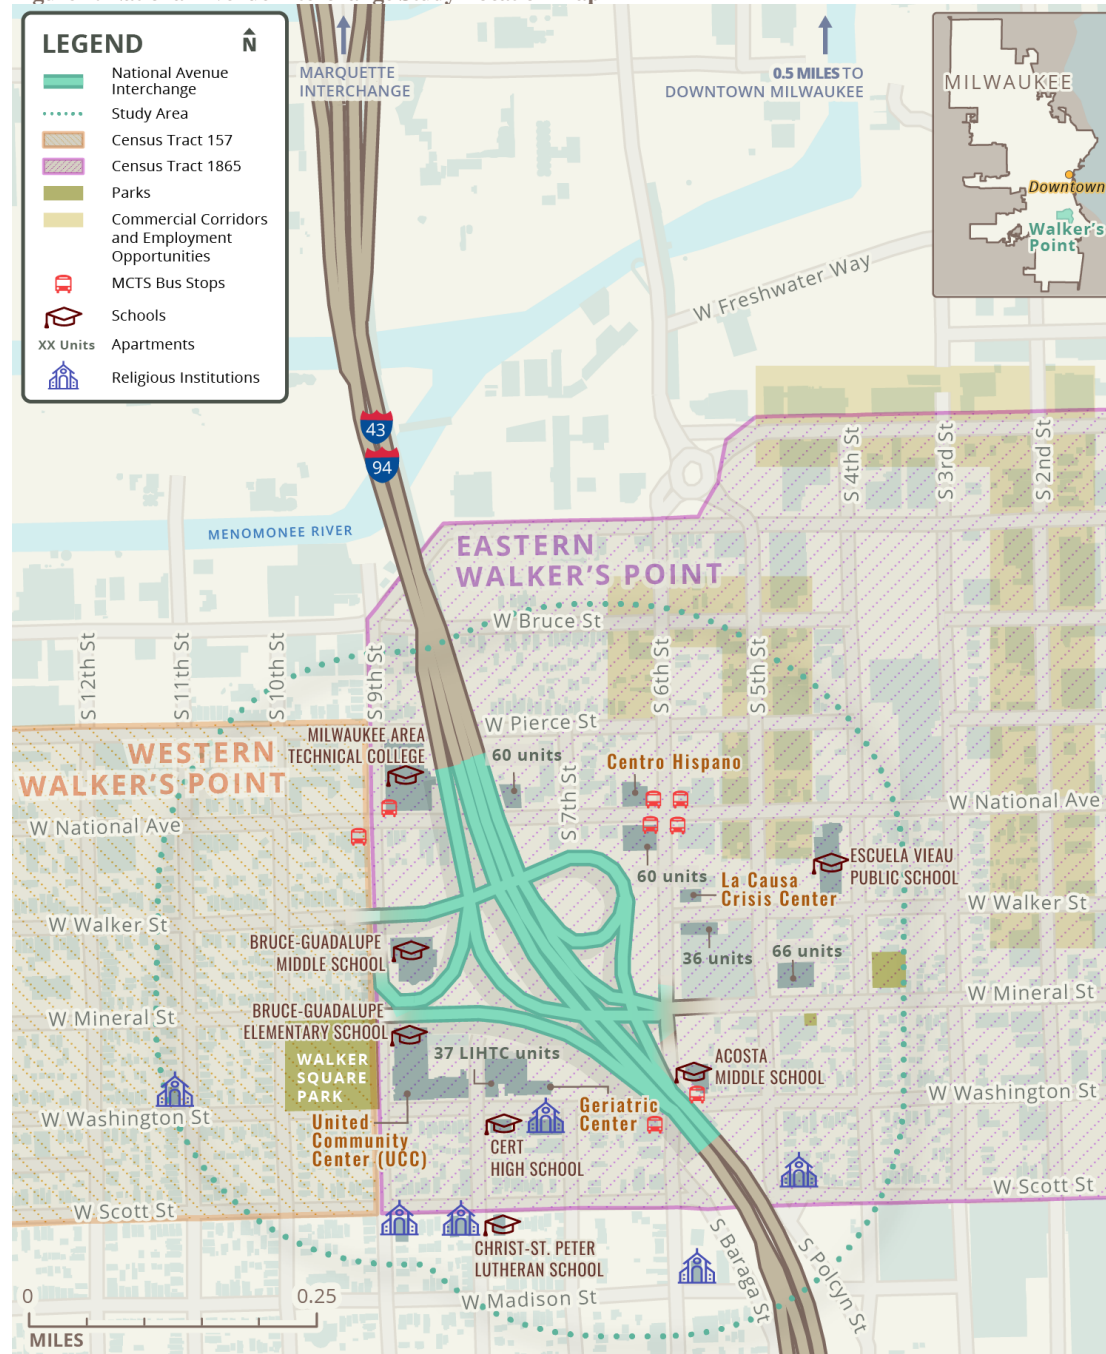 LEGEND
N
National Avenue
Interchange
Study Area
Census Tract 157
Census Tract 1865
Parks
Commercial Corridors
and Employment
Opportunities
MCTS Bus Stops
Schools
XX Units
Apartments
Religious Institutions
MARQUETTE
INTERCHANGE
0.5 MILES TO
DOWNTOWN MILWAUKEE
MILWAUKEE
Downtown
Walker's
Point
W Freshwater Way
43
94
MENOMONEE RIVER
S 4th St
S 3rd St
S 2nd St
EASTERN
WALKER'S POINT
W Bruce St
S 12th St
S 11th St
S 10th St
S 9th St
S 6th St
S 5th St
W Pierce St
MILWAUKEE AREA
TECHNICAL COLLEGE
WESTERN
WALKER'S POINT
60 units
Centro Hispano
S 7th St
W National Ave
W National Ave
60 units
ESCUELA VIEAU
PUBLIC SCHOOL
La Causa
Crisis Center
W Walker St
W Walker St
BRUCE-GUADALUPE
MIDDLE SCHOOL
36 units
66 units
W Mineral St
W Mineral St
BRUCE-GUADALUPE
ELEMENTARY SCHOOL
WALKER
SQUARE
PARK
37 LIHTC units
ACOSTA
MIDDLE SCHOOL
W Washington St
W Washington St
United
Community
Center (UCC)
Geriatric
Center
CERT
HIGH SCHOOL
W Scott St
W Scott St
CHRIST-ST. PETER
LUTHERAN SCHOOL
S Baraga St
S Polcyn St
W Madison St
0
0.25
MILES